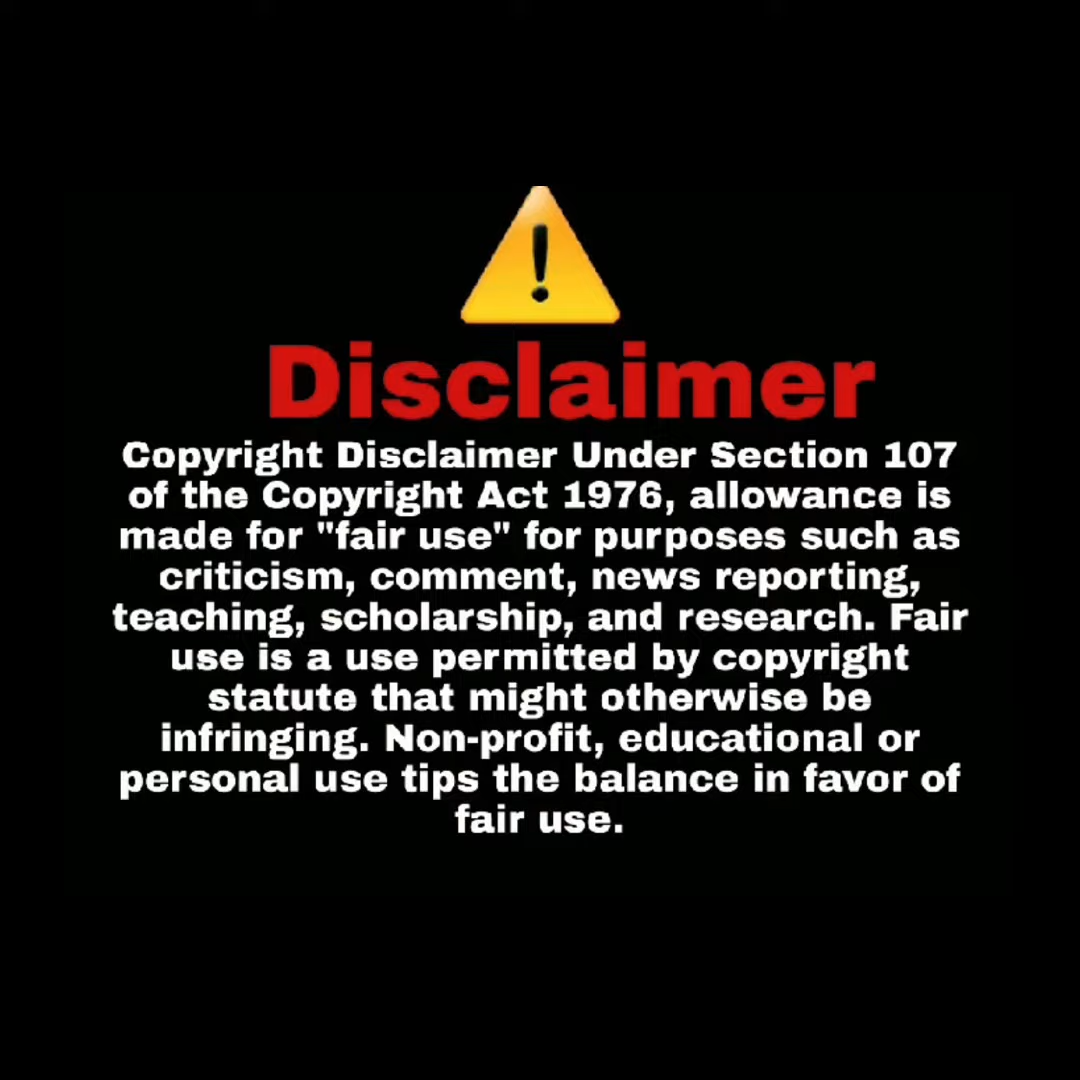 Disclaimer
Copyright Disclaimer Under Section 107
of the Copyright Act 1976, allowance is
made for "fair use" for purposes such as
criticism, comment, news reporting,
teaching, scholarship, and research. Fair
use is a use permitted by copyright
statute that might otherwise be
infringing. Non-profit, educational or
personal use tips the balance in favor of
fair use.